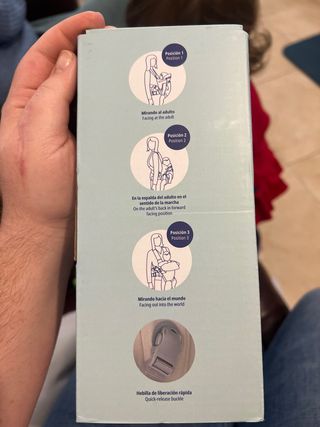 Posición 1
Position 1
Mirando al adulto
Facing at the adult
Posición 2
Position 2
En la espalda del adulto en el
sentido de la marcha
On the adult's back in forward
facing position
Posición 3
Position 3
Mirando hacia el mundo
Facing out into the world
Hebilla de liberación rápida
Quick-release buckle